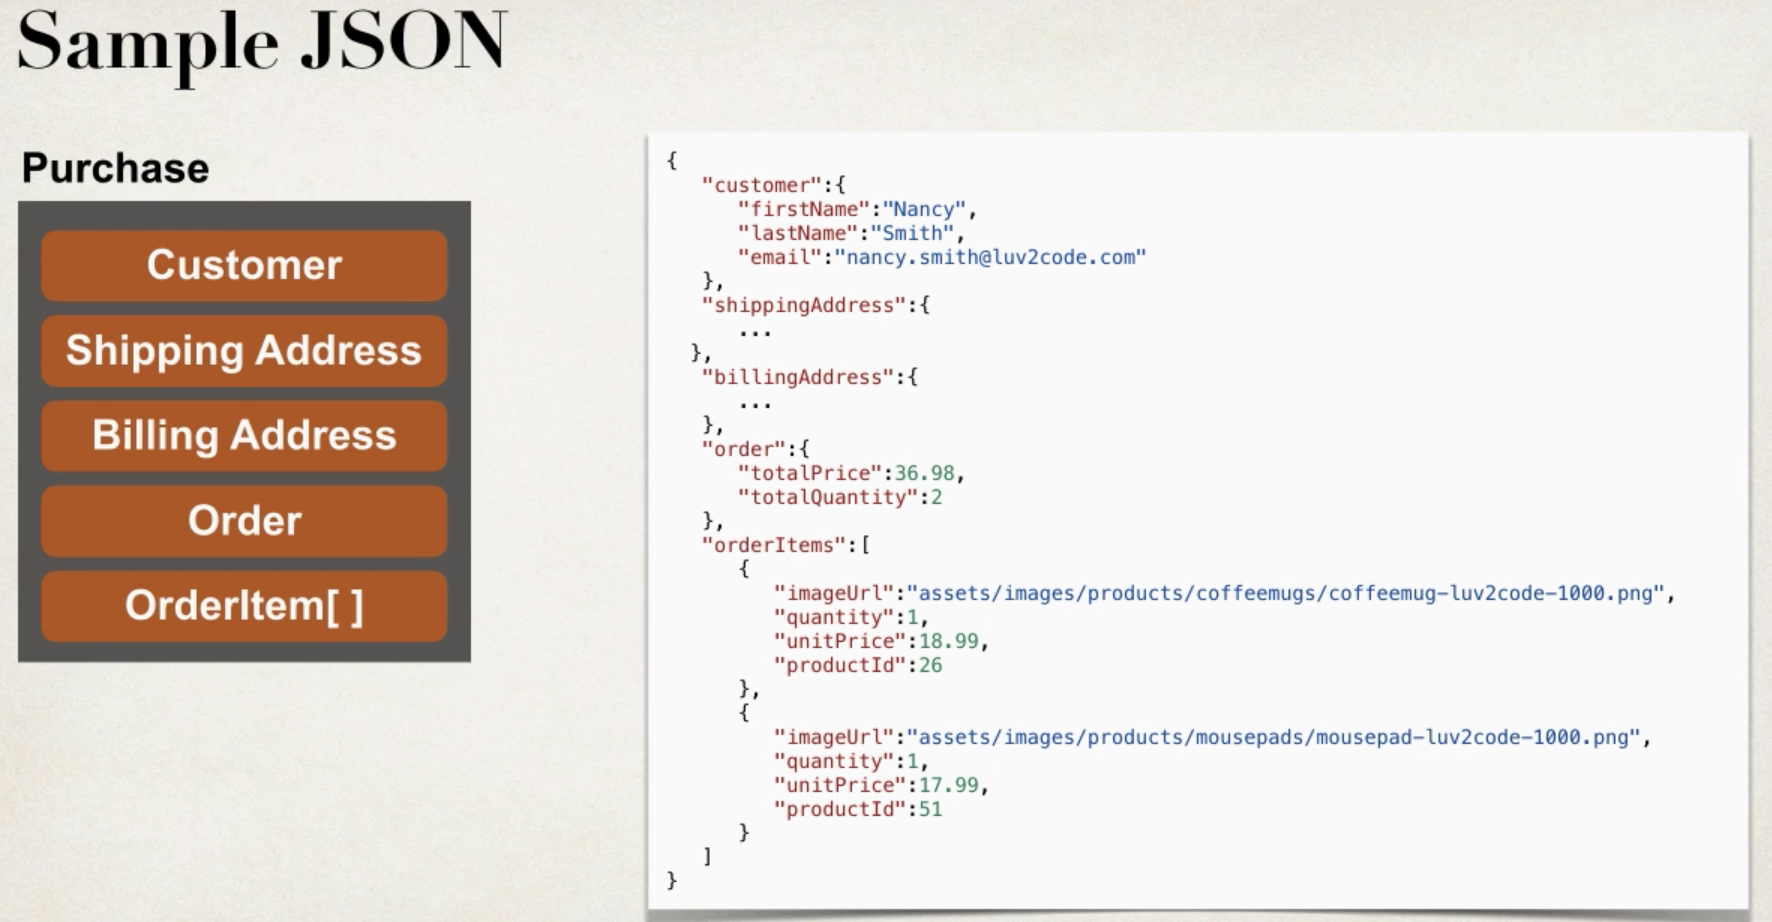 Sample JSON
Purchase
Customer
Shipping Address
Billing Address
Order
OrderItem[ ]
{
"customer":{
"firstName":"Nancy",
"lastName":"Smith",
"email":"nancy.smith@luv2code.com"
},
"shippingAddress":{
...
},
"billingAddress":{
...
},
"order":{
"totalPrice":36.98,
"totalQuantity":2
},
"orderItems":[
{
"imageUrl":"assets/images/products/coffeemugs/coffeemug-luv2code-1000.png",
"quantity":1,
"unitPrice":18.99,
"productId":26
},
{
"imageUrl":"assets/images/products/mousepads/mousepad-luv2code-1000.png",
"quantity":1,
"unitPrice":17.99,
"productId":51
}
]
}